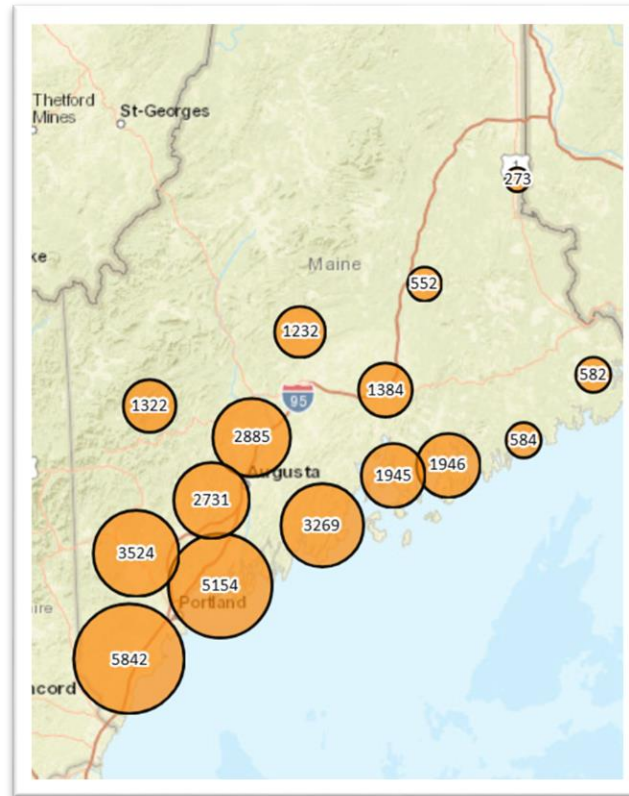 Thetford
Mines
St-Georges
1
273
ke
Maine
552
1232
582
1322
95
1384
2885
584
Augusta
1945
1946
2731
3269
3524
5154
ire
Portland
5842
ncord